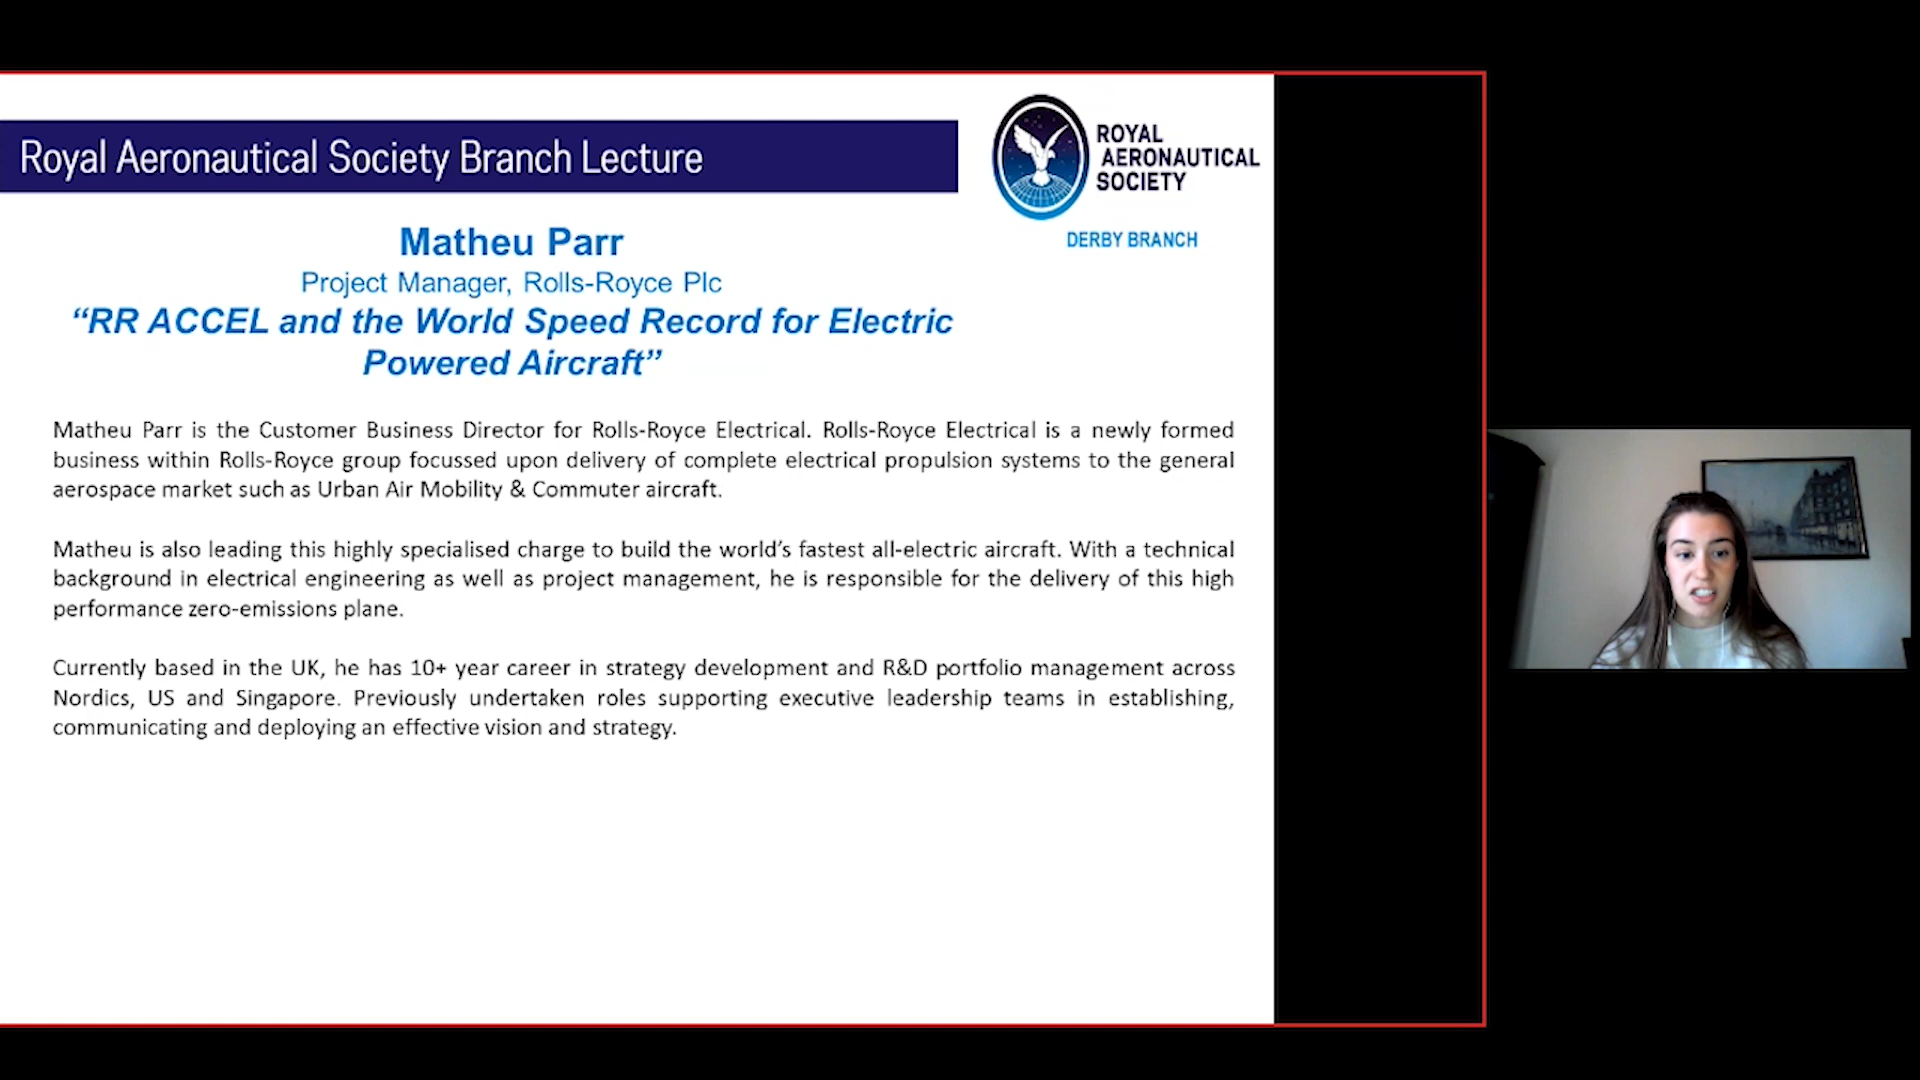 Royal Aeronautical Society Branch Lecture
ROYAL
AERONAUTICAL
SOCIETY
DERBY BRANCH
Matheu Parr
Project Manager, Rolls-Royce Plc
“RR ACCEL and the World Speed Record for Electric
Powered Aircraft”
Matheu Parr is the Customer Business Director for Rolls-Royce Electrical. Rolls-Royce Electrical is a newly formed
business within Rolls-Royce group focussed upon delivery of complete electrical propulsion systems to the general
aerospace market such as Urban Air Mobility & Commuter aircraft.
Matheu is also leading this highly specialised charge to build the world’s fastest all-electric aircraft. With a technical
background in electrical engineering as well as project management, he is responsible for the delivery of this high
performance zero-emissions plane.
Currently based in the UK, he has 10+ year career in strategy development and R&D portfolio management across
Nordics, US and Singapore. Previously undertaken roles supporting executive leadership teams in establishing,
communicating and deploying an effective vision and strategy.